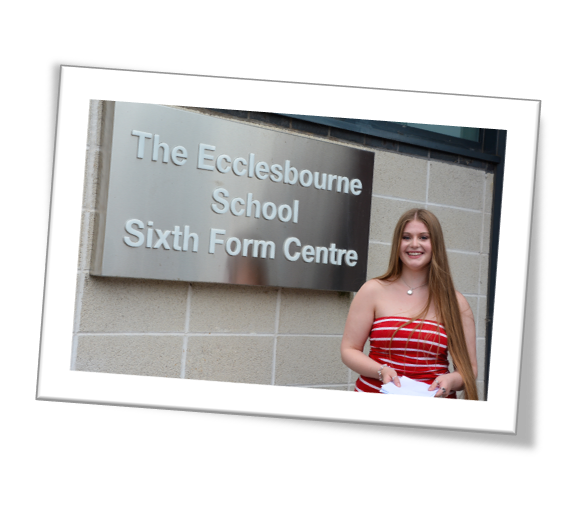 The Ecclesbourne
School
Sixth Form Centre